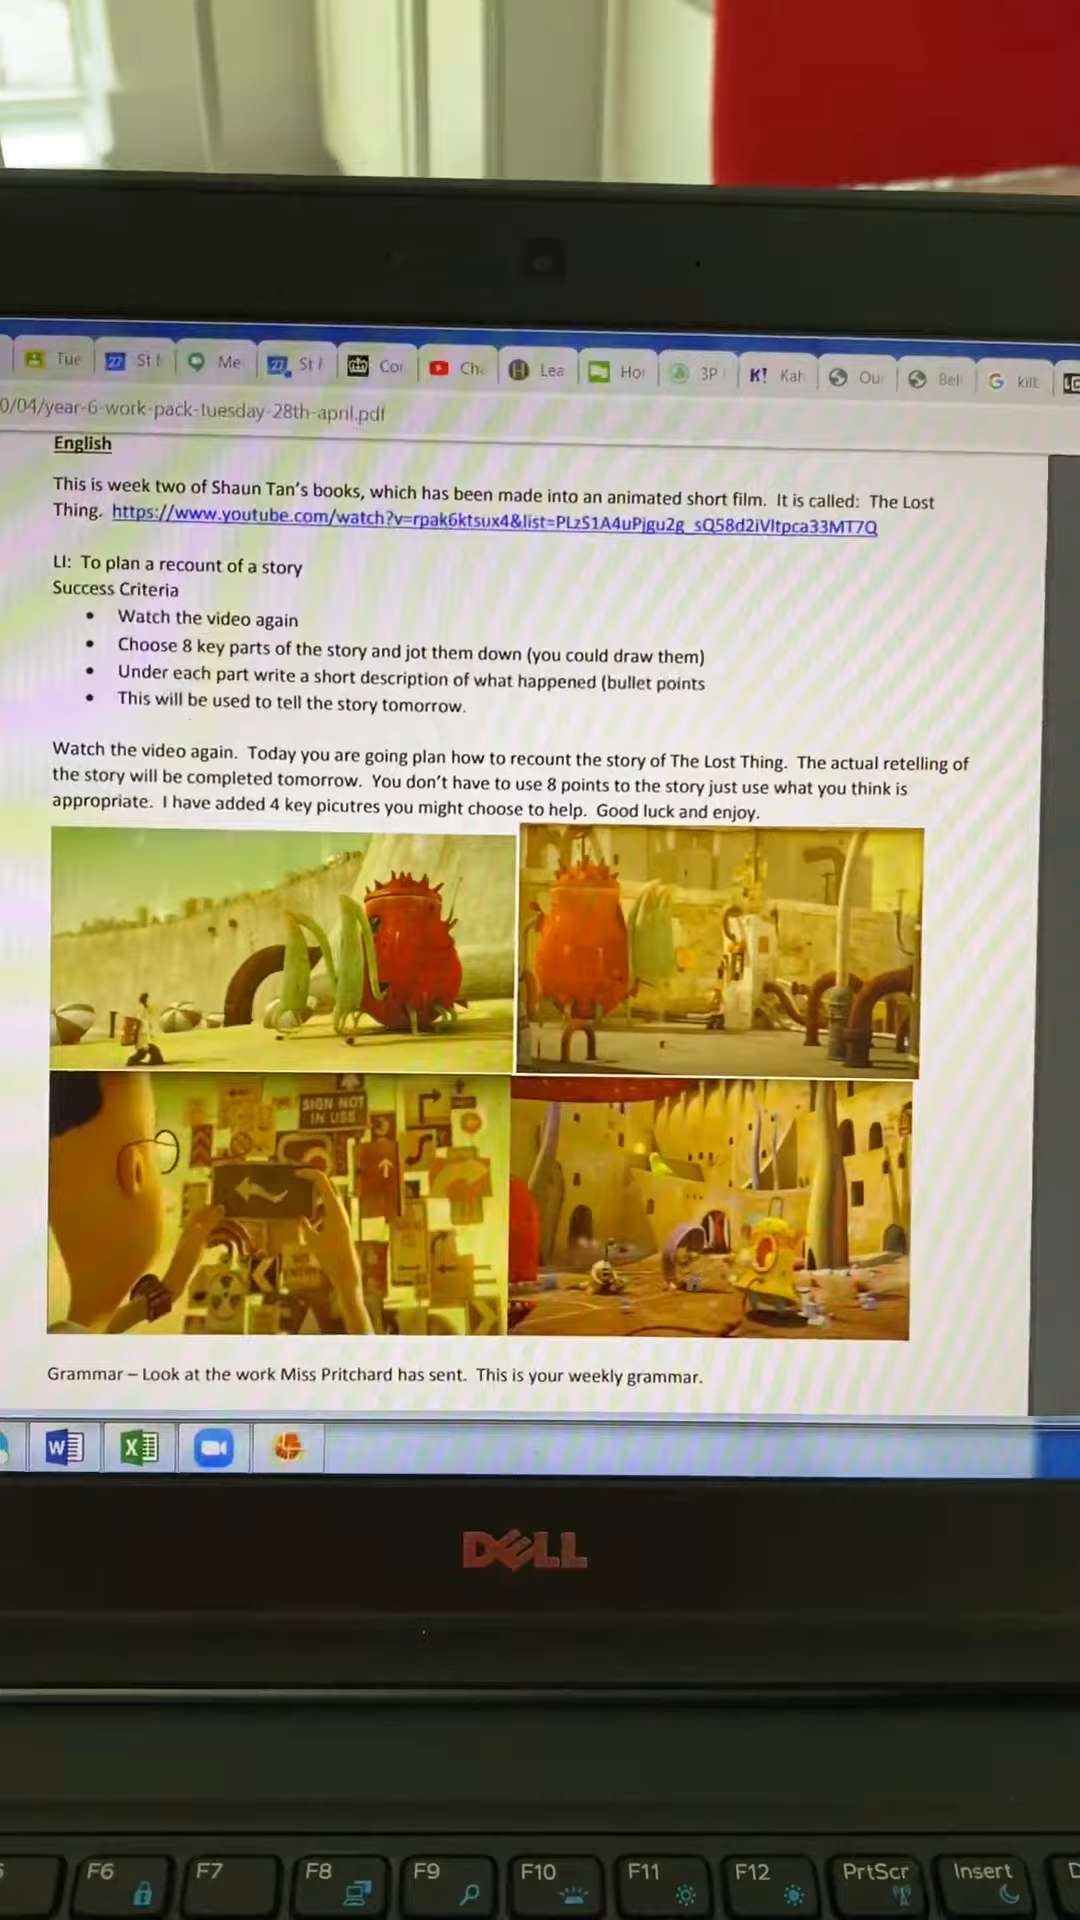 Tue
St
Me
St
Cor
Ch
Lea
Hor
3P
K! Kah
Our
Bel
G kilt
0/04/year-6-work-pack-tuesday-28th-april.pdf
English
This is week two of Shaun Tan's books, which has been made into an animated short film. It is called: The Lost
Thing. https://www.youtube.com/watch?v=rpak6ktsux4&list=PLzS1A4uPjgu2g_sQ58d2iVltpca33MT7Q
LI: To plan a recount of a story
Success Criteria
• Watch the video again
• Choose 8 key parts of the story and jot them down (you could draw them)
• Under each part write a short description of what happened (bullet points
• This will be used to tell the story tomorrow.
Watch the video again. Today you are going plan how to recount the story of The Lost Thing. The actual retelling of
the story will be completed tomorrow. You don't have to use 8 points to the story just use what you think is
appropriate. I have added 4 key picutres you might choose to help. Good luck and enjoy.
SIGN NOT
IN USE
Grammar – Look at the work Miss Pritchard has sent. This is your weekly grammar.
DELL
F6
F7
F8
F9
F10
F11
F12
PrtScr
Insert